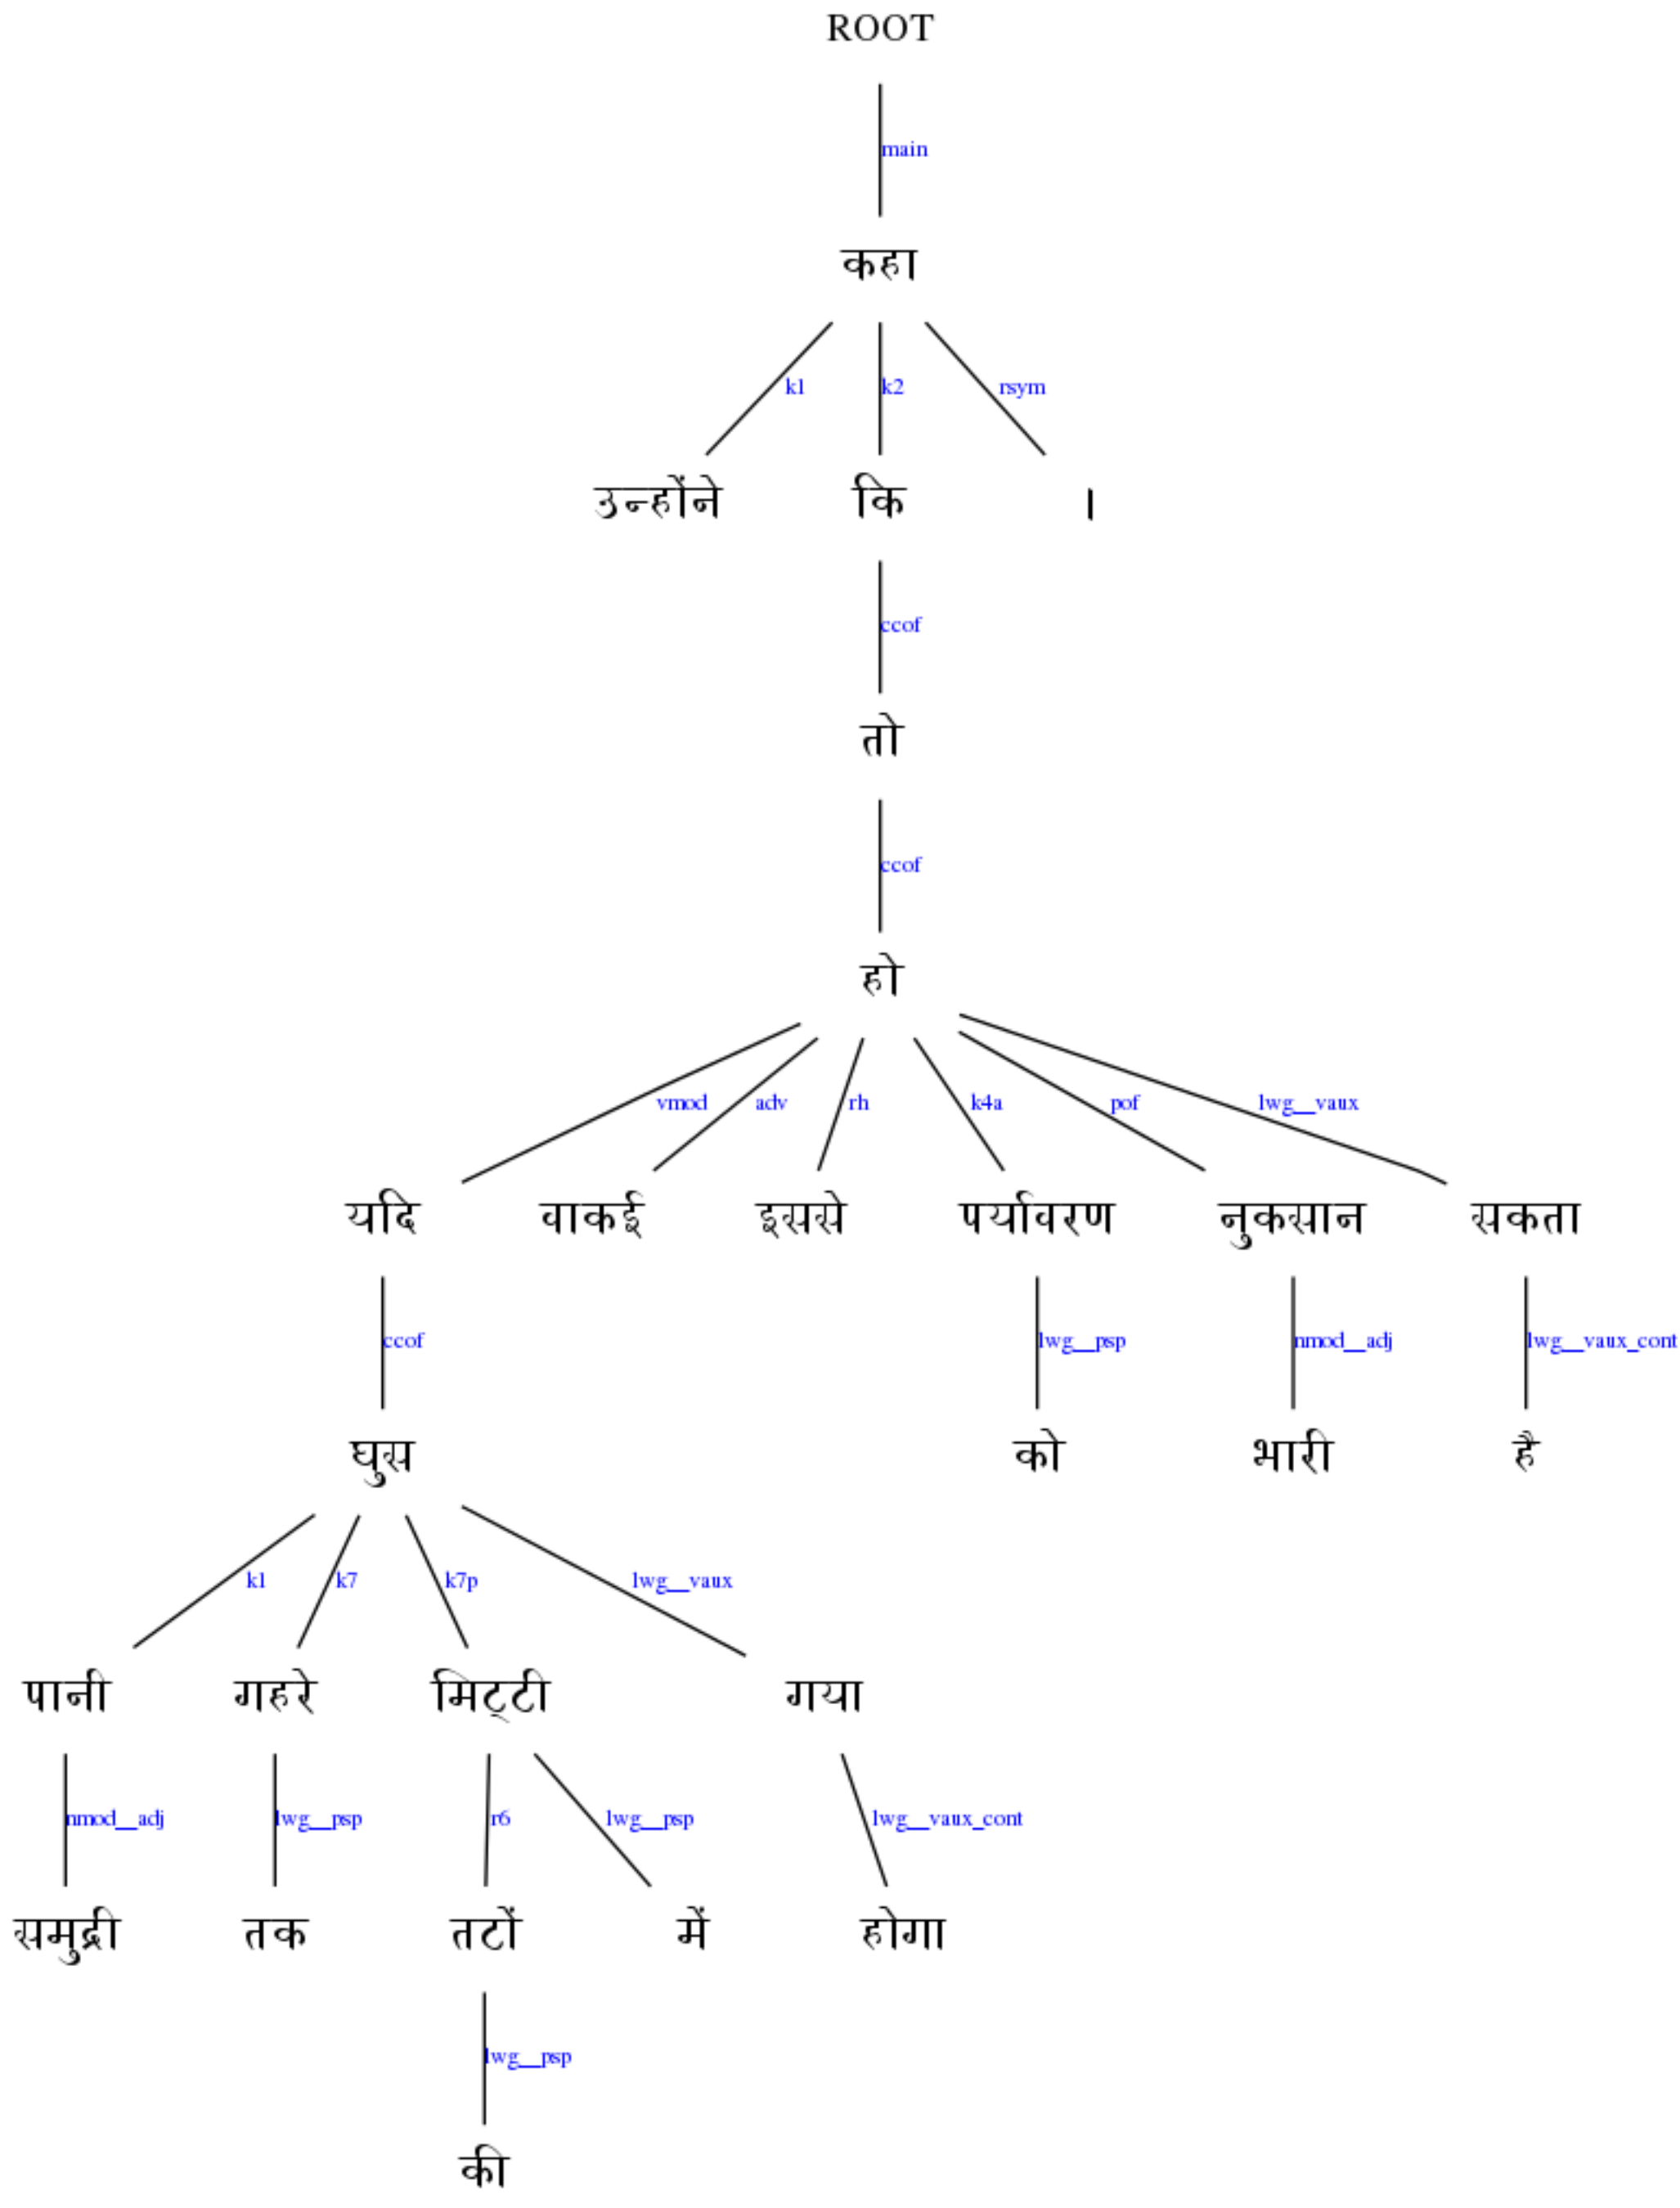 ROOT
main
कहा
k1 k2 rsym
उन्होंने कि ।
ccof
तो
ccof
हो
vmod adv rh k4a pof lwg__vaux
यदि वाकई इससे पर्यावरण नुकसान सकता
ccof lwg__psp nmod__adj lwg__vaux_cont
घुस को भारी है
k1 k7 k7p lwg__vaux
पानी गहरे मिट्टी गया
nmod__adj lwg__psp r6 lwg__psp lwg__vaux_cont
समुद्री तक तटों में होगा
lwg__psp
की